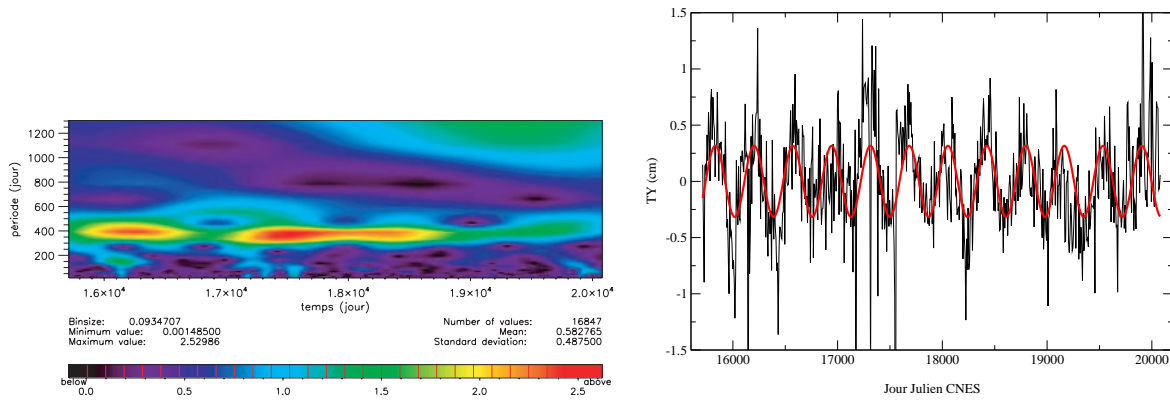 1200
1000
800
600
400
200
période (jour)
1.6×10⁴
1.7×10⁴
1.8×10⁴
1.9×10⁴
2.0×10⁴
temps (jour)
Binsize: 0.0934707
Minimum value: 0.00148500
Maximum value: 2.52986
Number of values: 16847
Mean: 0.582765
Standard deviation: 0.487500
below
above
0.0
0.5
1.0
1.5
2.0
2.5
1.5
1
0.5
0
-0.5
-1
-1.5
TY (cm)
16000
17000
18000
19000
20000
Jour Julien CNES